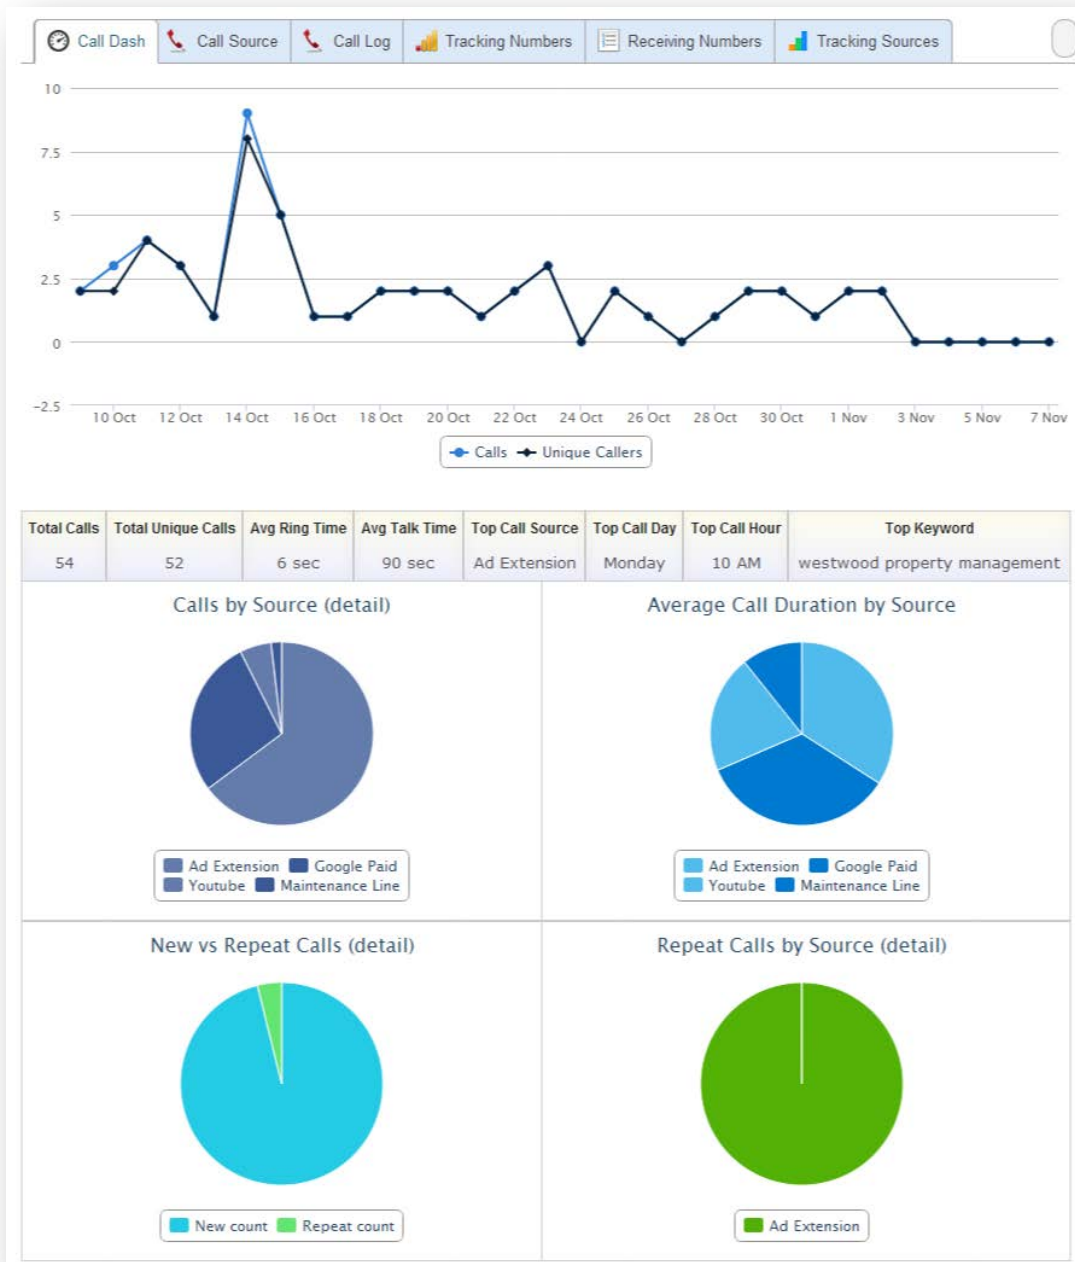 Call Dash Call Source Call Log Tracking Numbers Receiving Numbers Tracking Sources
10
7.5
5
2.5
0
−2.5
10 Oct 12 Oct 14 Oct 16 Oct 18 Oct 20 Oct 22 Oct 24 Oct 26 Oct 28 Oct 30 Oct 1 Nov 3 Nov 5 Nov 7 Nov
Calls Unique Callers
Total Calls Total Unique Calls Avg Ring Time Avg Talk Time Top Call Source Top Call Day Top Call Hour Top Keyword
54 52 6 sec 90 sec Ad Extension Monday 10 AM westwood property management
Calls by Source (detail)
Ad Extension Google Paid
Youtube Maintenance Line
Average Call Duration by Source
Ad Extension Google Paid
Youtube Maintenance Line
New vs Repeat Calls (detail)
New count Repeat count
Repeat Calls by Source (detail)
Ad Extension